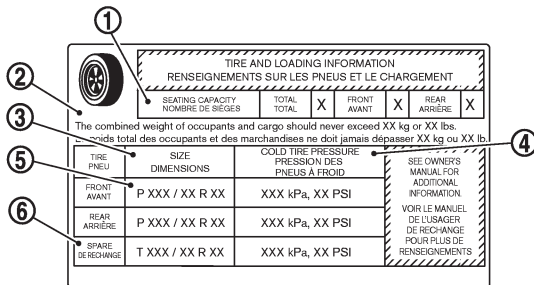 1
TIRE AND LOADING INFORMATION
RENSEIGNEMENTS SUR LES PNEUS ET LE CHARGEMENT
2
SEATING CAPACITY
NOMBRE DE SIÈGES
TOTAL
TOTAL
X
FRONT
AVANT
X
REAR
ARRIÈRE
X
The combined weight of occupants and cargo should never exceed XX kg or XX lbs.
poids total des occupants et des marchandises ne doit jamais dépasser XX kg ou XX lb.
3
4
TIRE
PNEU
SIZE
DIMENSIONS
COLD TIRE PRESSURE
PRESSION DES
PNEUS À FROID
SEE OWNER'S
MANUAL FOR
ADDITIONAL
INFORMATION.
VOIR LE MANUEL
DE L'USAGER
DE RECHANGE
POUR PLUS DE
RENSEIGNEMENTS
5
FRONT
AVANT
P XXX / XX R XX
XXX kPa, XX PSI
REAR
ARRIÈRE
P XXX / XX R XX
XXX kPa, XX PSI
6
SPARE
DE RECHANGE
T XXX / XX R XX
XXX kPa, XX PSI